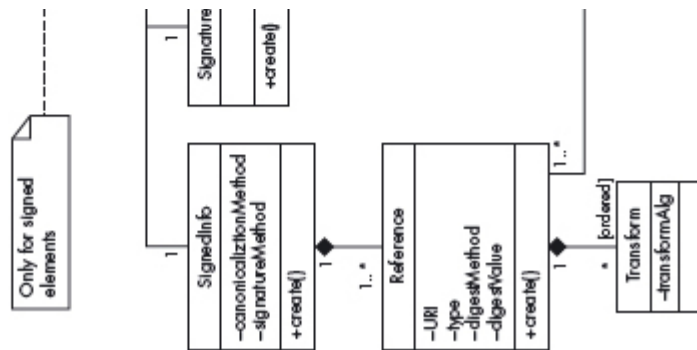 Only for signed
elements
1
1
Signature
+create()
SignedInfo
–canonicaliztionMethod
–signatureMethod
+create()
1
1..*
Reference
–URI
–type
–digestMethod
–digestValue
+create()
1..*
1
*
[ordered]
Transform
–transformAlg